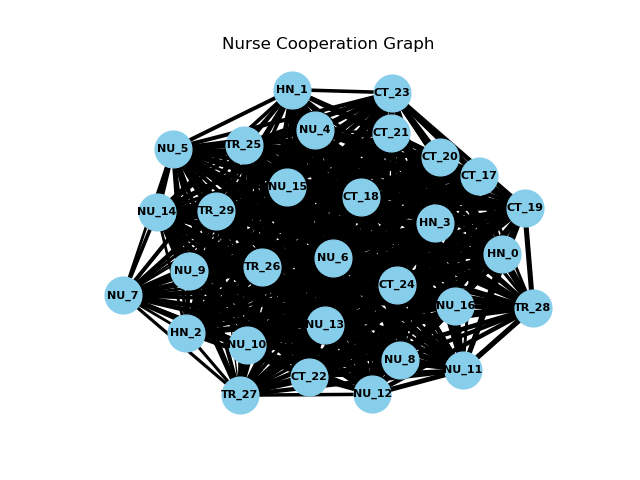 Nurse Cooperation Graph
HN_1
CT_23
NU_4
CT_21
TR_25
NU_5
CT_20
CT_17
NU_15
CT_18
CT_19
TR_29
NU_14
HN_3
HN_0
NU_6
TR_26
NU_9
CT_24
NU_7
NU_16
TR_28
NU_13
HN_2
NU_10
NU_8
NU_11
CT_22
NU_12
TR_27